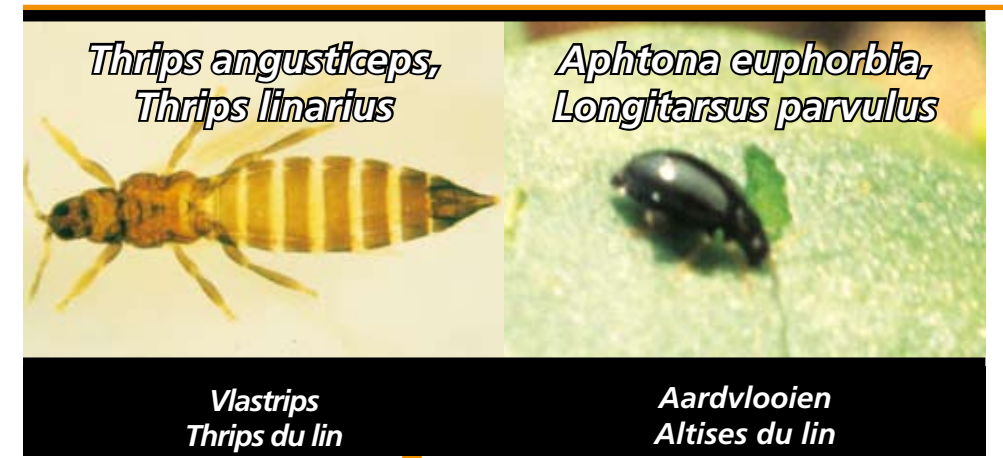 Thrips angusticeps,
Thrips linarius
Aphtona euphorbia,
Longitarsus parvulus
Vlastrips
Thrips du lin
Aardvlooien
Altises du lin